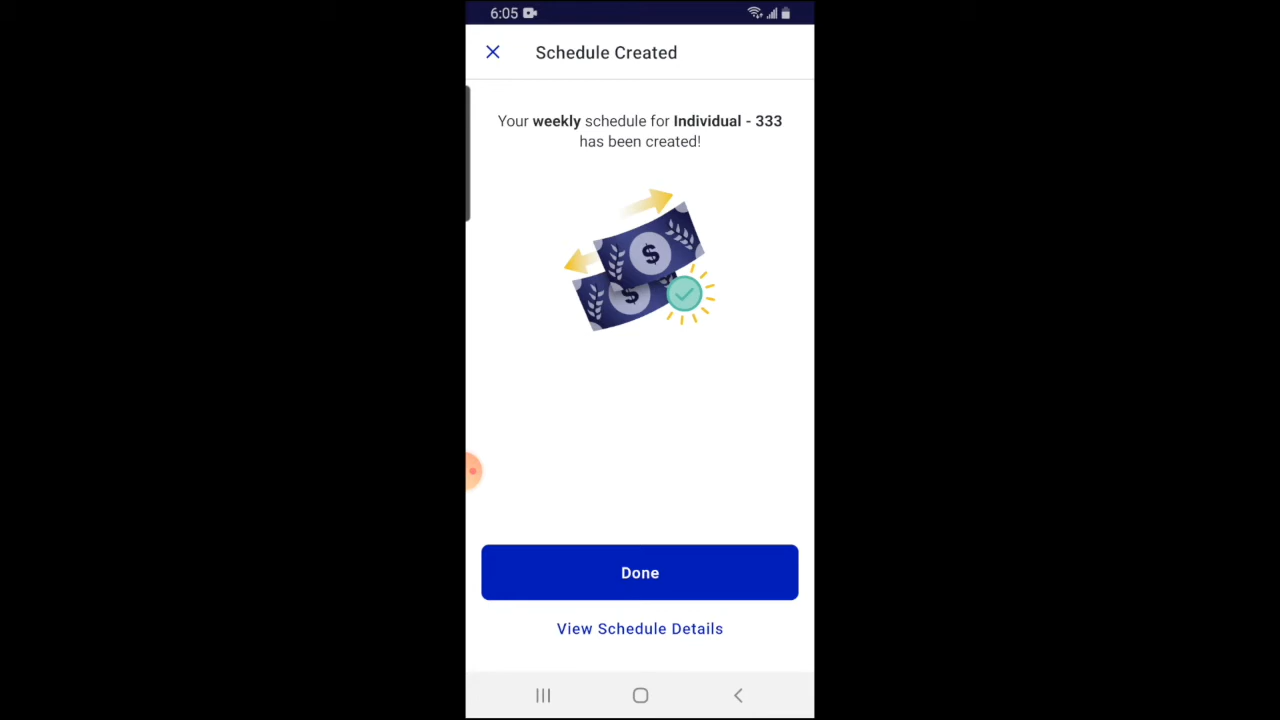 6:05
Schedule Created
Your weekly schedule for Individual - 333
has been created!
$
$
Done
View Schedule Details